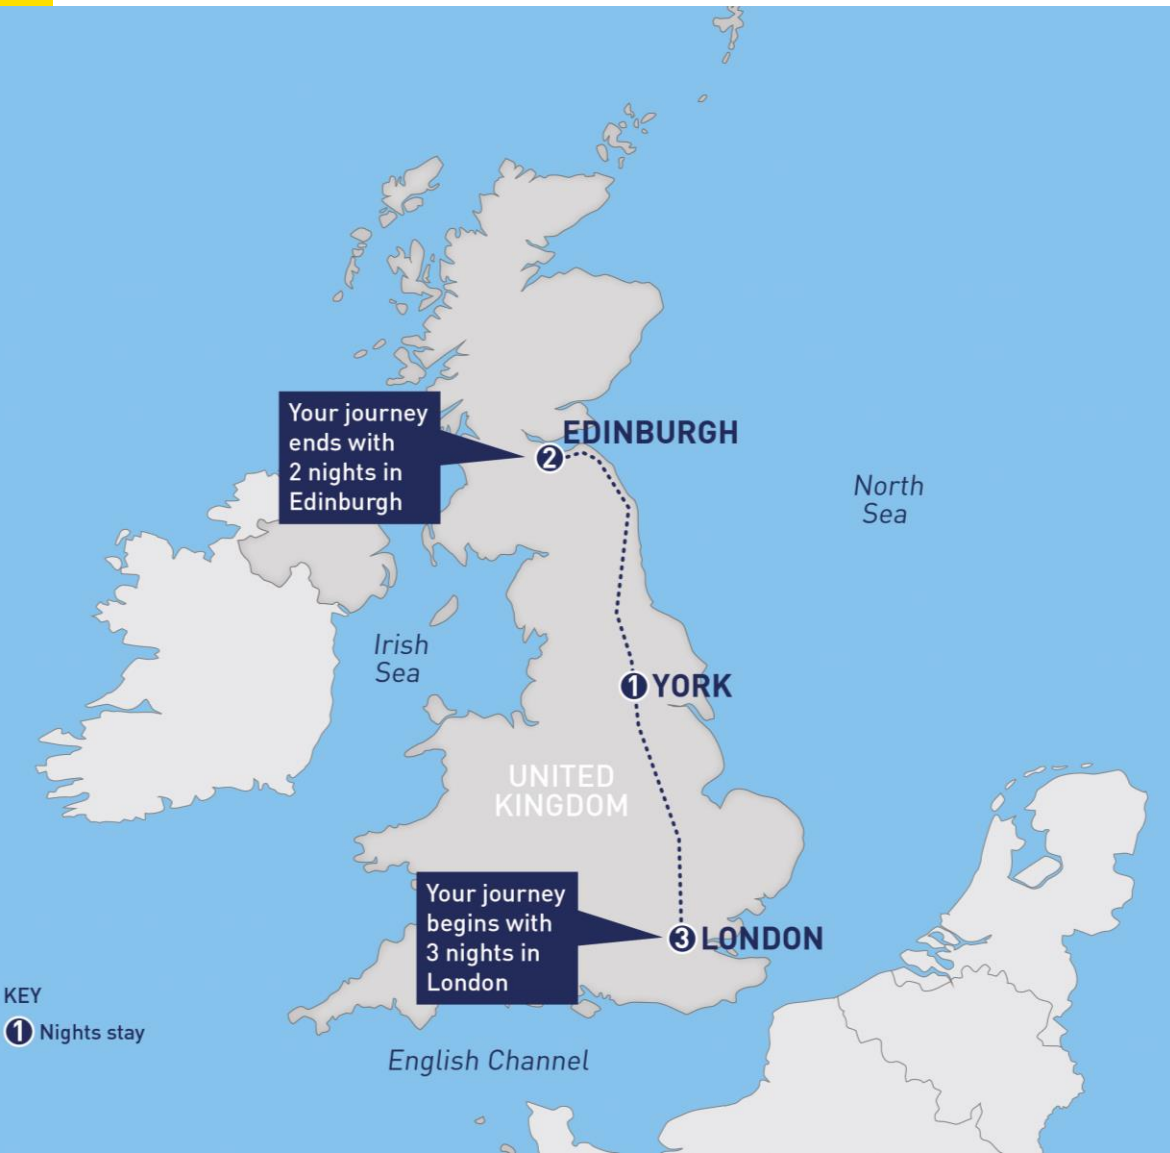 Your journey
ends with
2 nights in
Edinburgh
EDINBURGH
2
North
Sea
Irish
Sea
1 YORK
UNITED
KINGDOM
Your journey
begins with
3 nights in
London
3 LONDON
KEY
1 Nights stay
English Channel